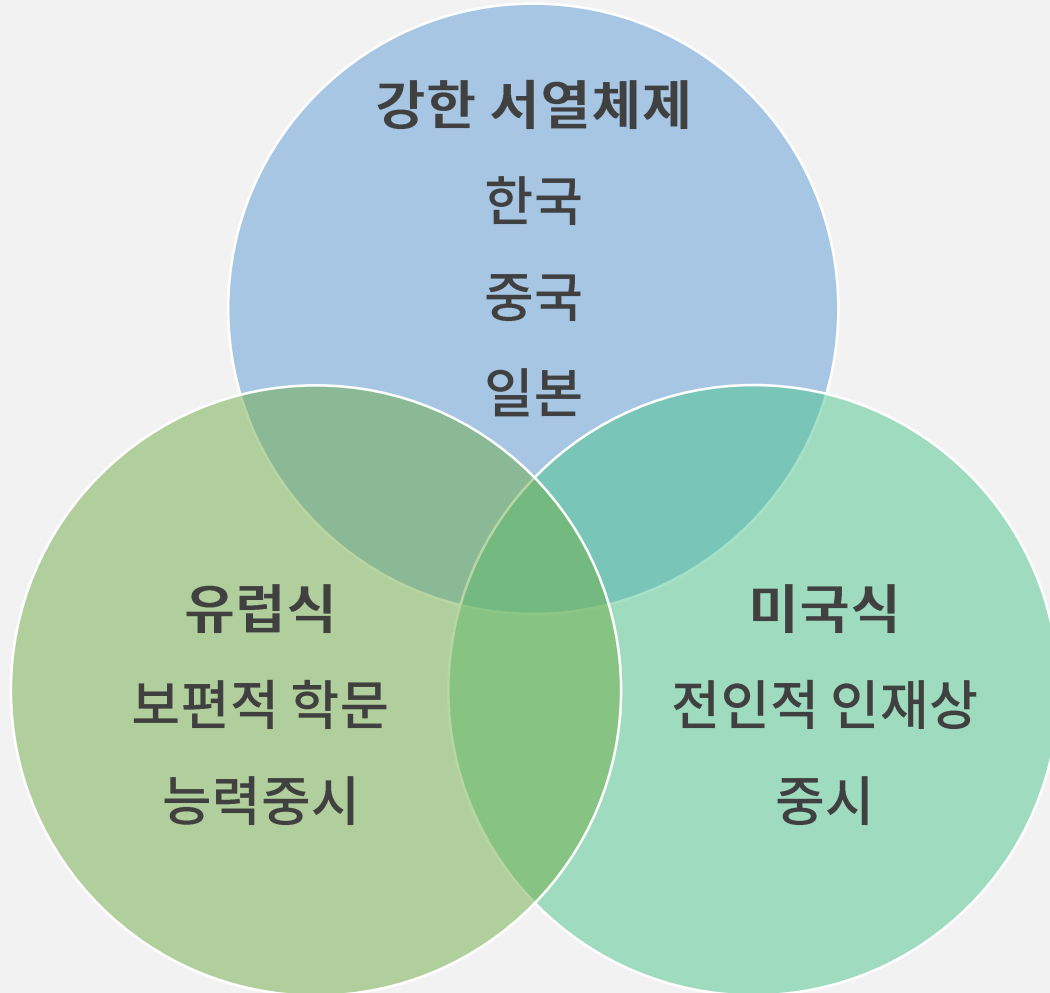 강한 서열체제
한국
중국
일본
유럽식
보편적 학문
능력중시
미국식
전인적 인재상
중시